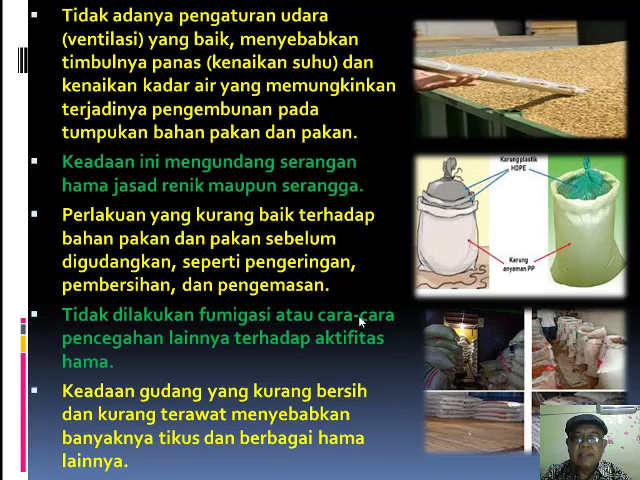 Tidak adanya pengaturan udara
(ventilasi) yang baik, menyebabkan
timbulnya panas (kenaikan suhu) dan
kenaikan kadar air yang memungkinkan
terjadinya pengembunan pada
tumpukan bahan pakan dan pakan.
Keadaan ini mengundang serangan
hama jasad renik maupun serangga.
Perlakuan yang kurang baik terhadap
bahan pakan dan pakan sebelum
digudangkan, seperti pengeringan,
pembersihan, dan pengemasan.
Tidak dilakukan fumigasi atau cara-cara
pencegahan lainnya terhadap aktifitas
hama.
Keadaan gudang yang kurang bersih
dan kurang terawat menyebabkan
banyaknya tikus dan berbagai hama
lainnya.
Karung plastik
HDPE
Karung
anyaman PP